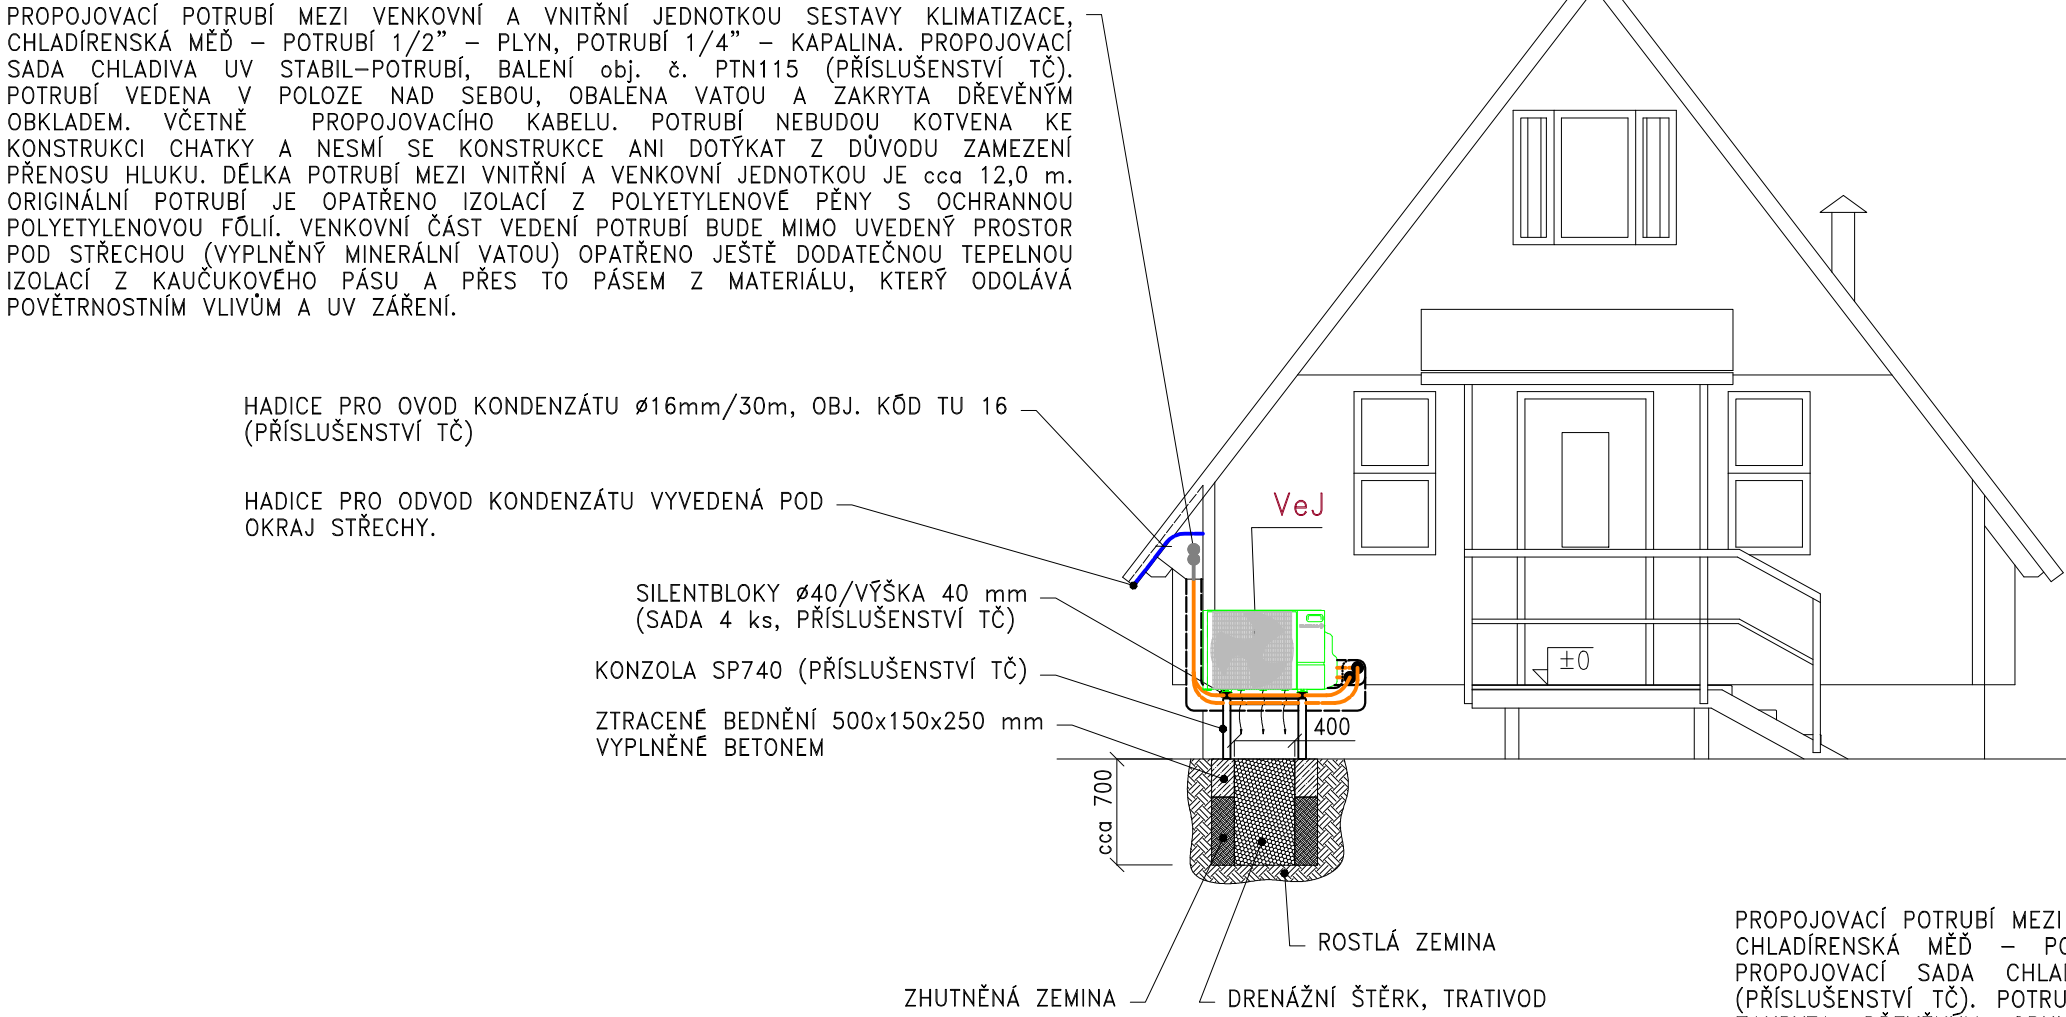 PROPOJOVACÍ POTRUBÍ MEZI VENKOVNÍ A VNITŘNÍ JEDNOTKOU SESTAVY KLIMATIZACE,
CHLADÍRENSKÁ MĚĎ – POTRUBÍ 1/2” – PLYN, POTRUBÍ 1/4” – KAPALINA. PROPOJOVACÍ
SADA CHLADIVA UV STABIL–POTRUBÍ, BALENÍ obj. č. PTN115 (PŘÍSLUŠENSTVÍ TČ).
POTRUBÍ VEDENA V POLOZE NAD SEBOU, OBALENA VATOU A ZAKRYTA DŘEVĚNÝM
OBKLADEM. VČETNĚ PROPOJOVACÍHO KABELU. POTRUBÍ NEBUDOU KOTVENA KE
KONSTRUKCI CHATKY A NESMÍ SE KONSTRUKCE ANI DOTÝKAT Z DŮVODU ZAMEZENÍ
PŘENOSU HLUKU. DÉLKA POTRUBÍ MEZI VNITŘNÍ A VENKOVNÍ JEDNOTKOU JE cca 12,0 m.
ORIGINÁLNÍ POTRUBÍ JE OPATŘENO IZOLACÍ Z POLYETYLENOVÉ PĚNY S OCHRANNOU
POLYETYLENOVOU FÓLIÍ. VENKOVNÍ ČÁST VEDENÍ POTRUBÍ BUDE MIMO UVEDENÝ PROSTOR
POD STŘECHOU (VYPLNĚNÝ MINERÁLNÍ VATOU) OPATŘENO JEŠTĚ DODATEČNOU TEPELNOU
IZOLACÍ Z KAUČUKOVÉHO PÁSU A PŘES TO PÁSEM Z MATERIÁLU, KTERÝ ODOLÁVÁ
POVĚTRNOSTNÍM VLIVŮM A UV ZÁŘENÍ.
HADICE PRO OVOD KONDENZÁTU ø16mm/30m, OBJ. KÓD TU 16
(PŘÍSLUŠENSTVÍ TČ)
HADICE PRO ODVOD KONDENZÁTU VYVEDENÁ POD
OKRAJ STŘECHY.
VeJ
SILENTBLOKY ø40/VÝŠKA 40 mm
(SADA 4 ks, PŘÍSLUŠENSTVÍ TČ)
KONZOLA SP740 (PŘÍSLUŠENSTVÍ TČ)
±0
ZTRACENÉ BEDNĚNÍ 500x150x250 mm
VYPLNĚNÉ BETONEM
400
cca 700
ROSTLÁ ZEMINA
ZHUTNĚNÁ ZEMINA
DRENÁŽNÍ ŠTĚRK, TRATIVOD
PROPOJOVACÍ POTRUBÍ MEZI
CHLADÍRENSKÁ MĚĎ –
PROPOJOVACÍ SADA
(PŘÍSLUŠENSTVÍ TČ).